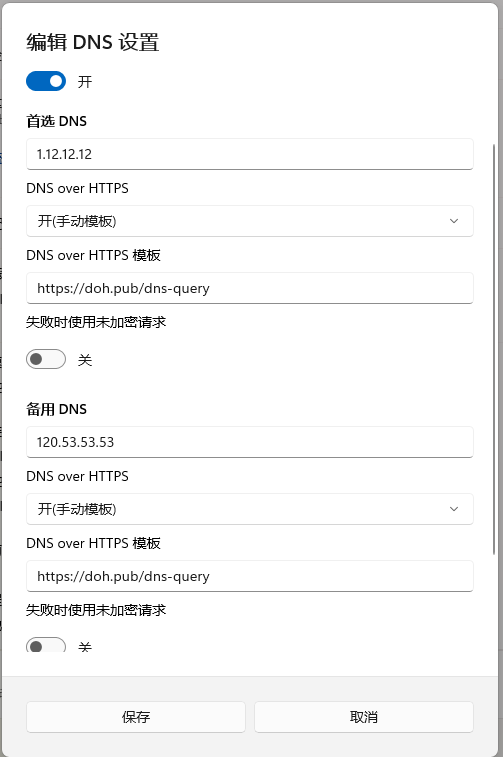 编辑 DNS 设置
开
首选 DNS
1.12.12.12
DNS over HTTPS
开(手动模板)
DNS over HTTPS 模板
https://doh.pub/dns-query
失败时使用未加密请求
关
备用 DNS
120.53.53.53
DNS over HTTPS
开(手动模板)
DNS over HTTPS 模板
https://doh.pub/dns-query
失败时使用未加密请求
关
保存
取消